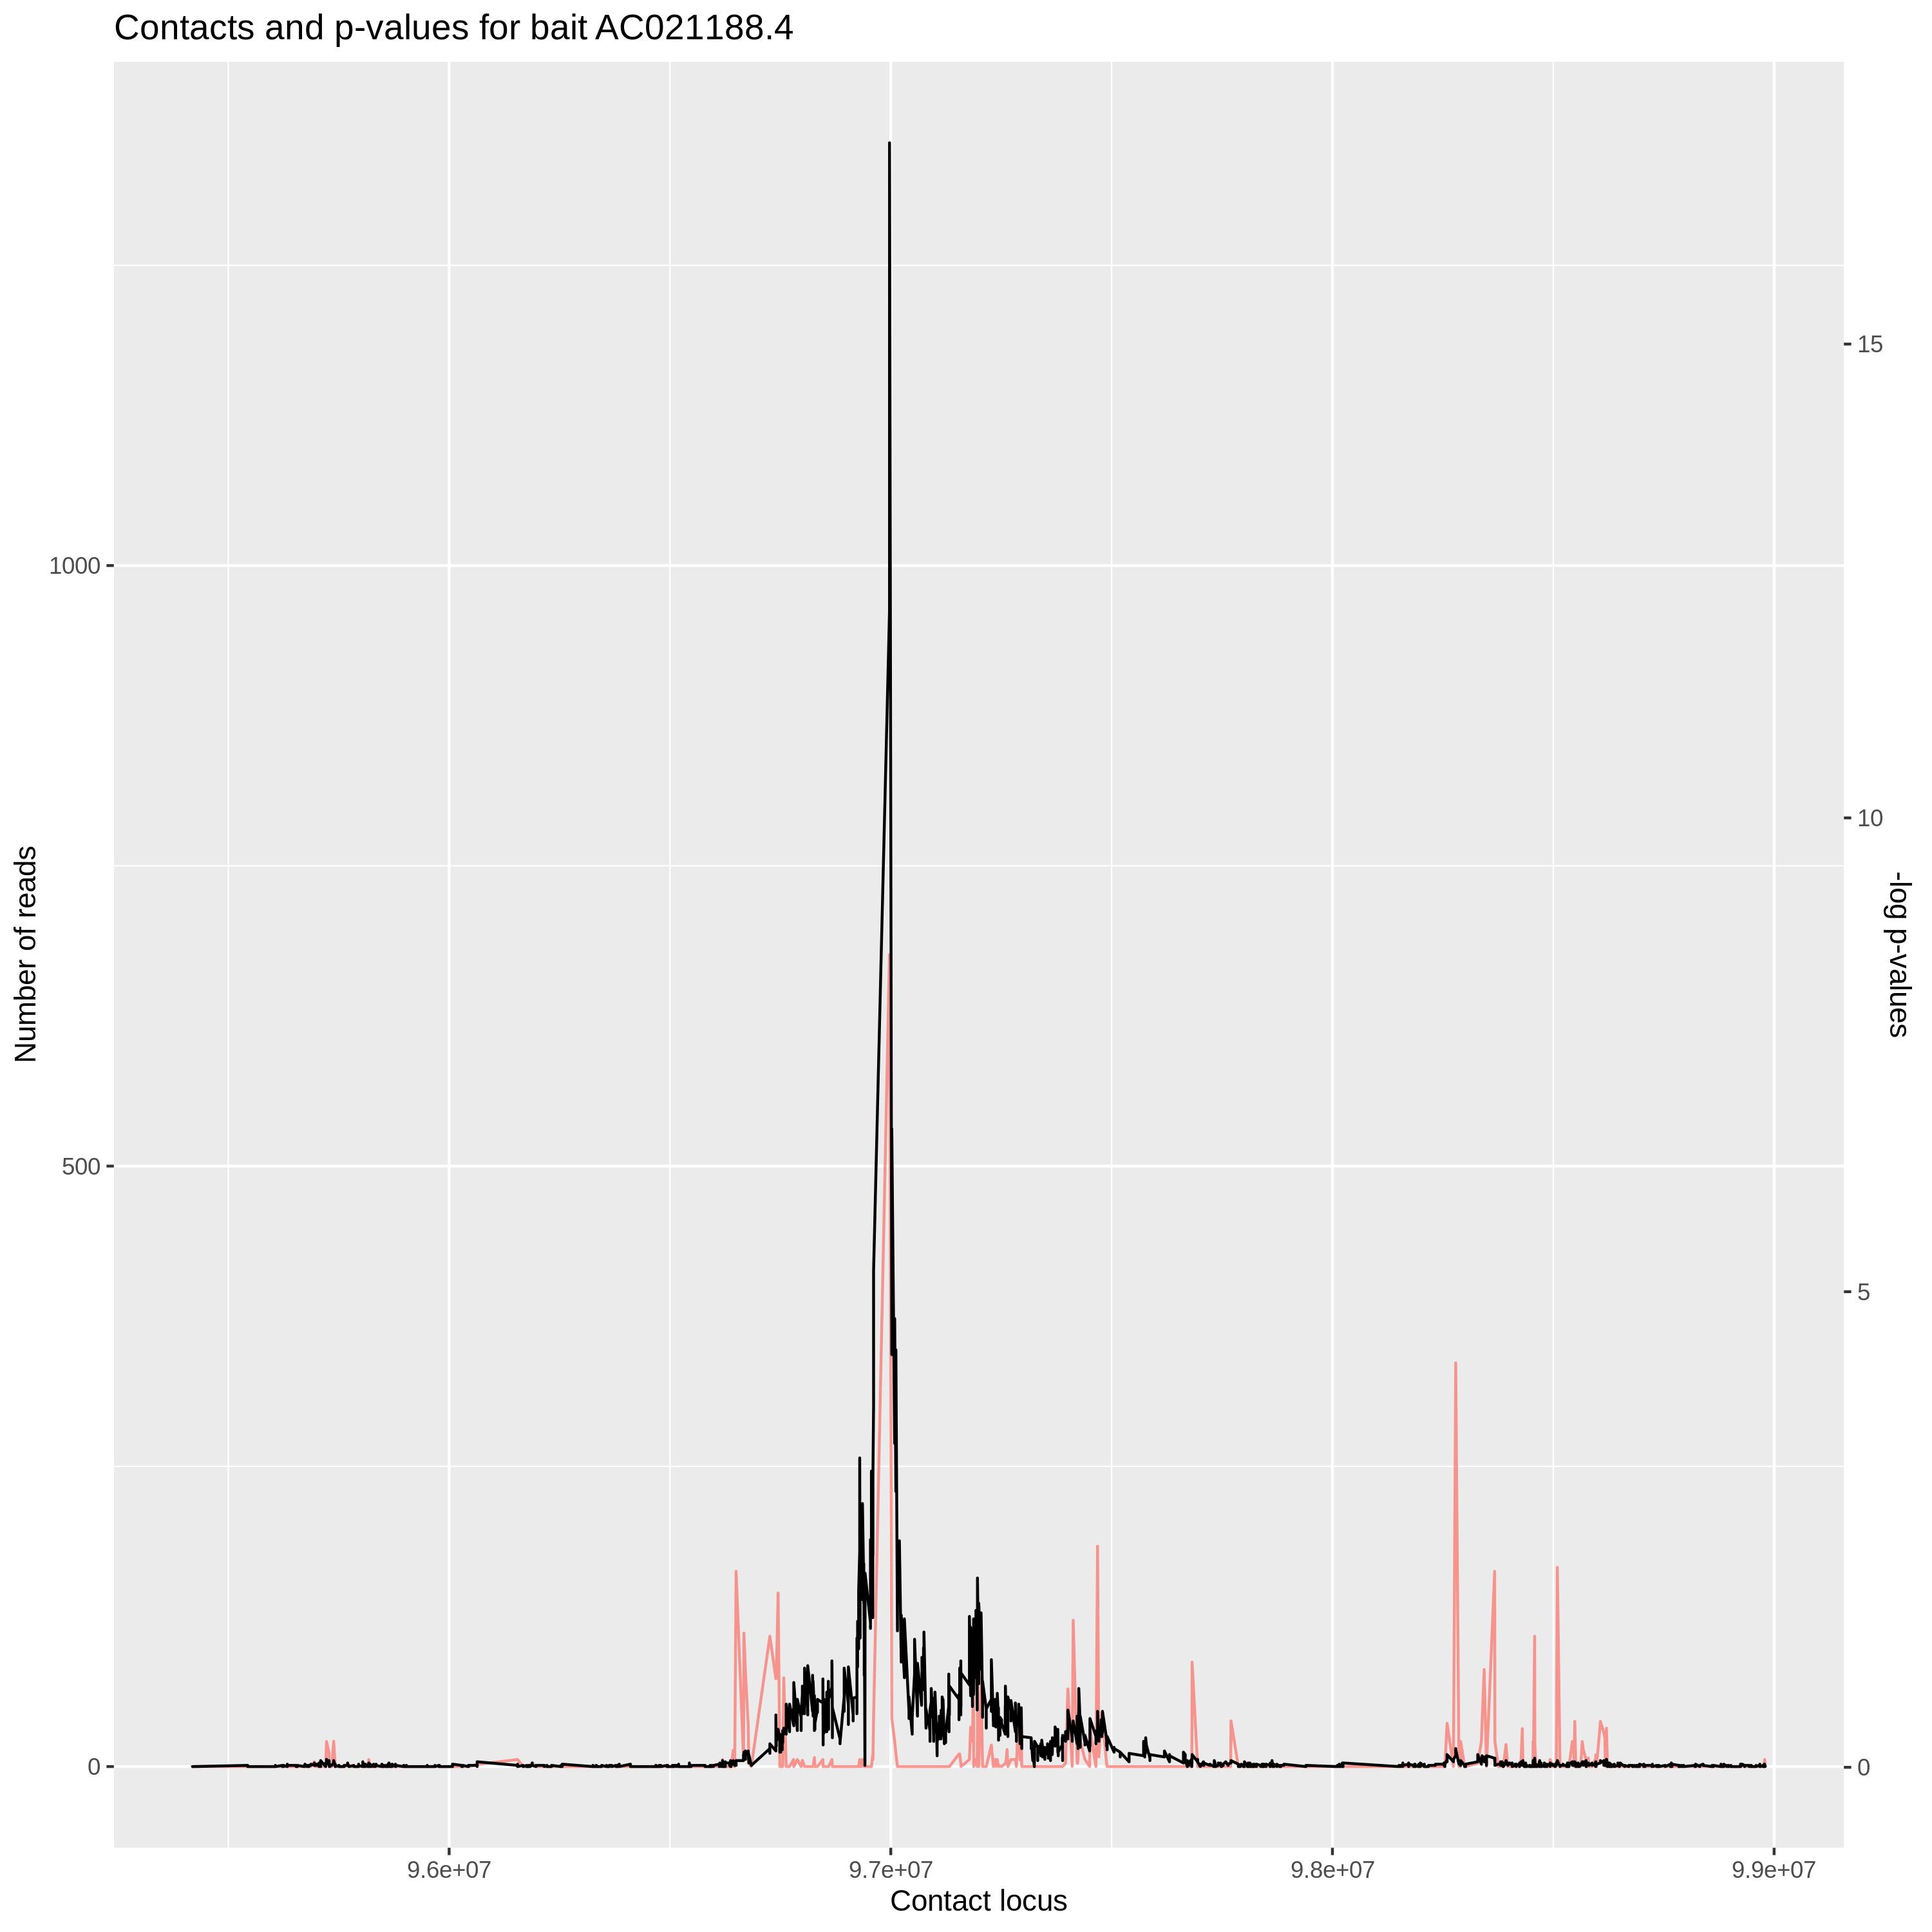 Contacts and p-values for bait AC021188.4
Number of reads
1000
500
0
15
10
5
0
-log p-values
9.6e+07
9.7e+07
9.8e+07
9.9e+07
Contact locus